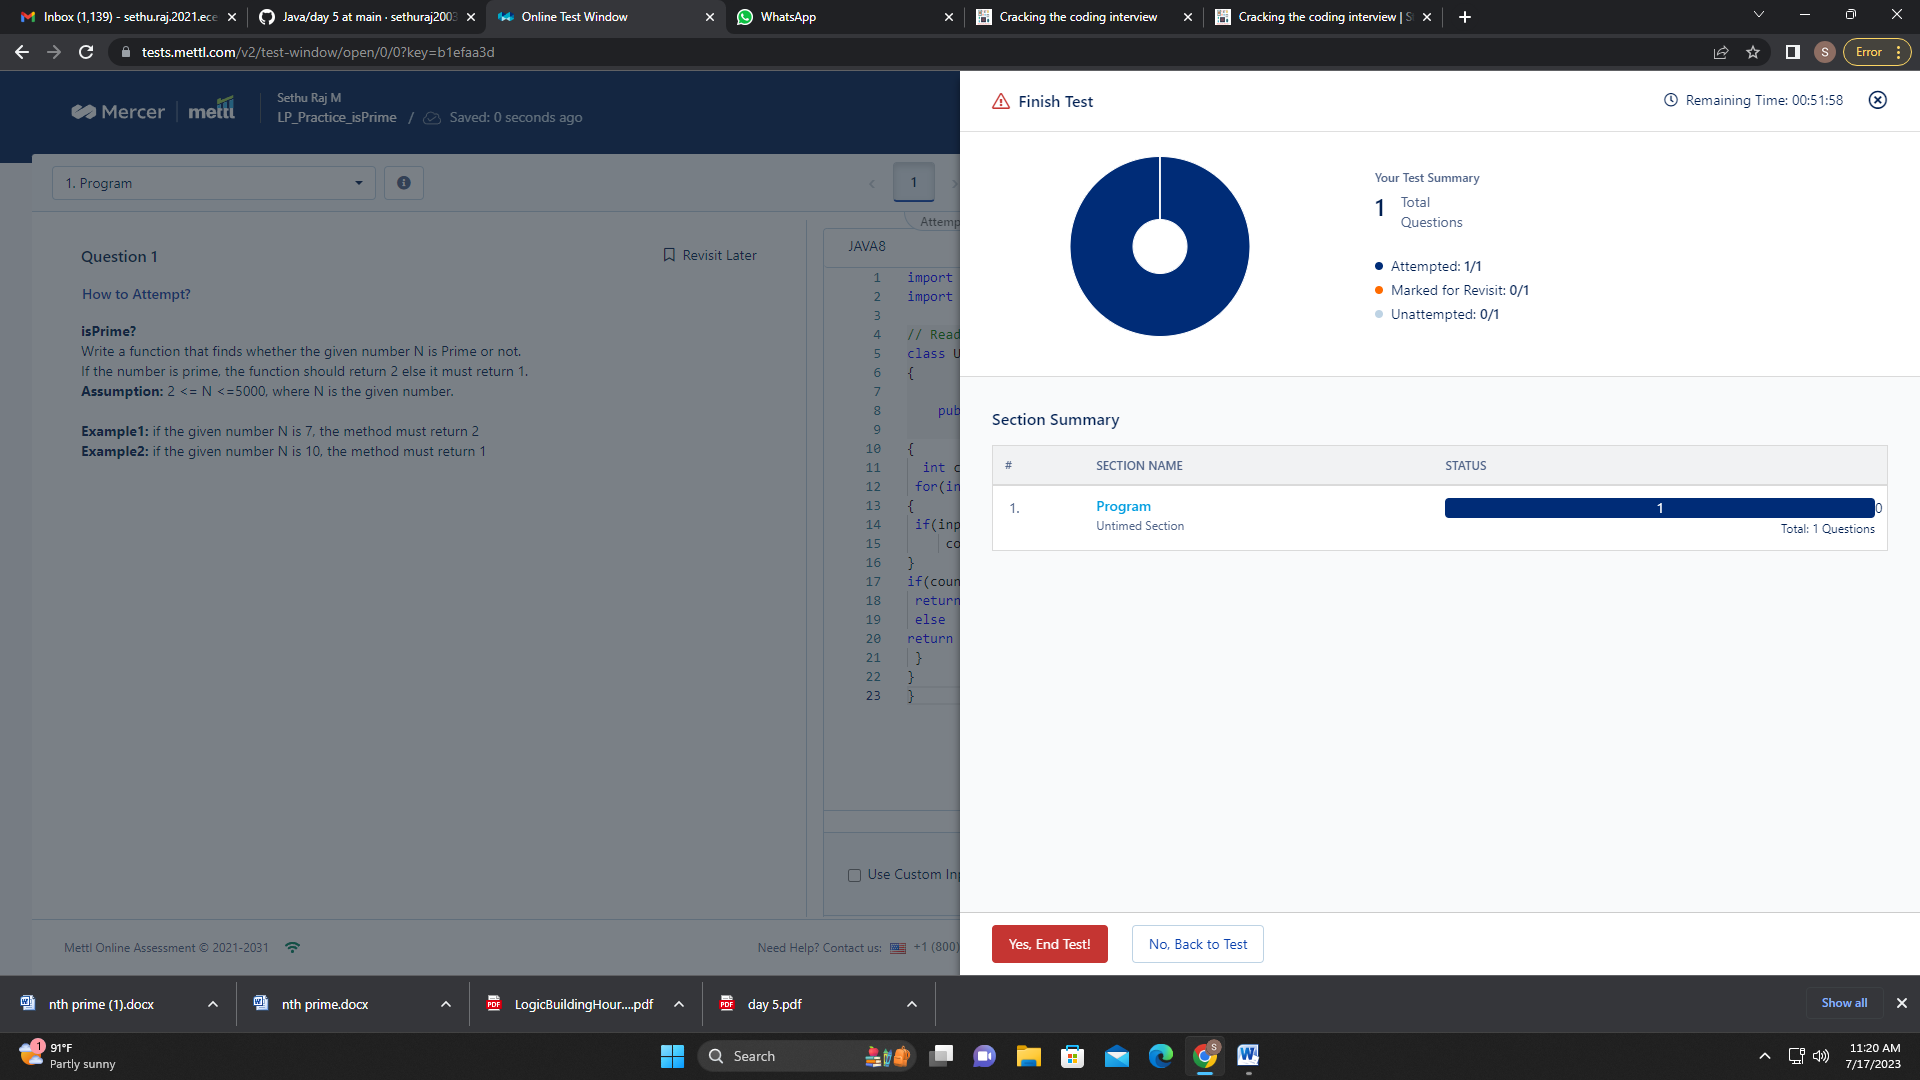 Inbox (1,139) - sethu.raj.2021.ece
Java/day 5 at main · sethuraj2003
Online Test Window
WhatsApp
Cracking the coding interview
Cracking the coding interview | S
tests.mettl.com/v2/test-window/open/0/0?key=b1efaa3d
S
Error
Mercer | mettl
Sethu Raj M
LP_Practice_isPrime / Saved: 0 seconds ago
1. Program
1
Attemp
Question 1
Revisit Later
How to Attempt?
isPrime?
Write a function that finds whether the given number N is Prime or not.
If the number is prime, the function should return 2 else it must return 1.
Assumption: 2 <= N <=5000, where N is the given number.
Example1: if the given number N is 7, the method must return 2
Example2: if the given number N is 10, the method must return 1
JAVA8
1 import
2 import
3
4 // Read
5 class U
6 {
7
8 pub
9
10 {
11 int c
12 for(in
13 {
14 if(inp
15 co
16 }
17 if(coun
18 return
19 else
20 return
21 }
22 }
23 }
Use Custom Inp
Mettl Online Assessment © 2021-2031
Need Help? Contact us: +1 (800)
Finish Test
Remaining Time: 00:51:58
Your Test Summary
1 Total
Questions
Attempted: 1/1
Marked for Revisit: 0/1
Unattempted: 0/1
Section Summary
# SECTION NAME STATUS
1. Program 1 0
Untimed Section Total: 1 Questions
Yes, End Test!
No, Back to Test
nth prime (1).docx
nth prime.docx
LogicBuildingHour....pdf
day 5.pdf
Show all
1
91°F
Partly sunny
Search
S
11:20 AM
7/17/2023